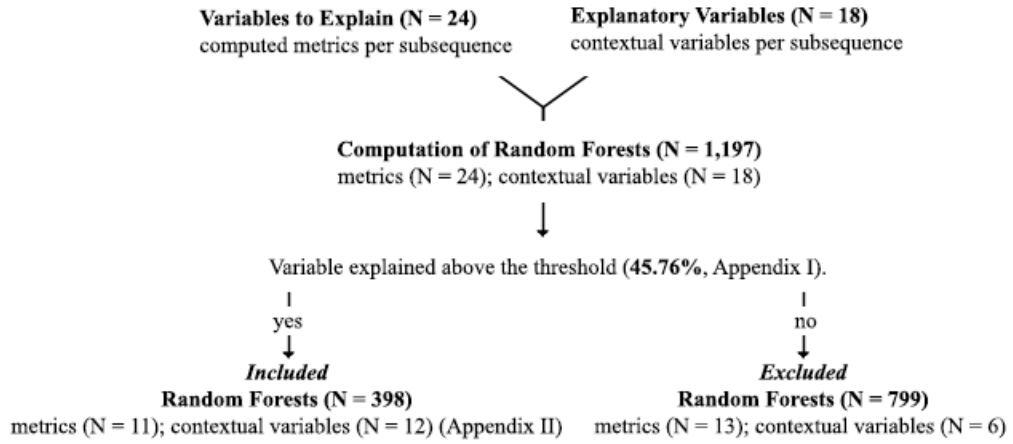 Variables to Explain (N = 24)
computed metrics per subsequence
Explanatory Variables (N = 18)
contextual variables per subsequence
Computation of Random Forests (N = 1,197)
metrics (N = 24); contextual variables (N = 18)
Variable explained above the threshold (45.76%, Appendix I).
yes
Included
Random Forests (N = 398)
metrics (N = 11); contextual variables (N = 12) (Appendix II)
no
Excluded
Random Forests (N = 799)
metrics (N = 13); contextual variables (N = 6)